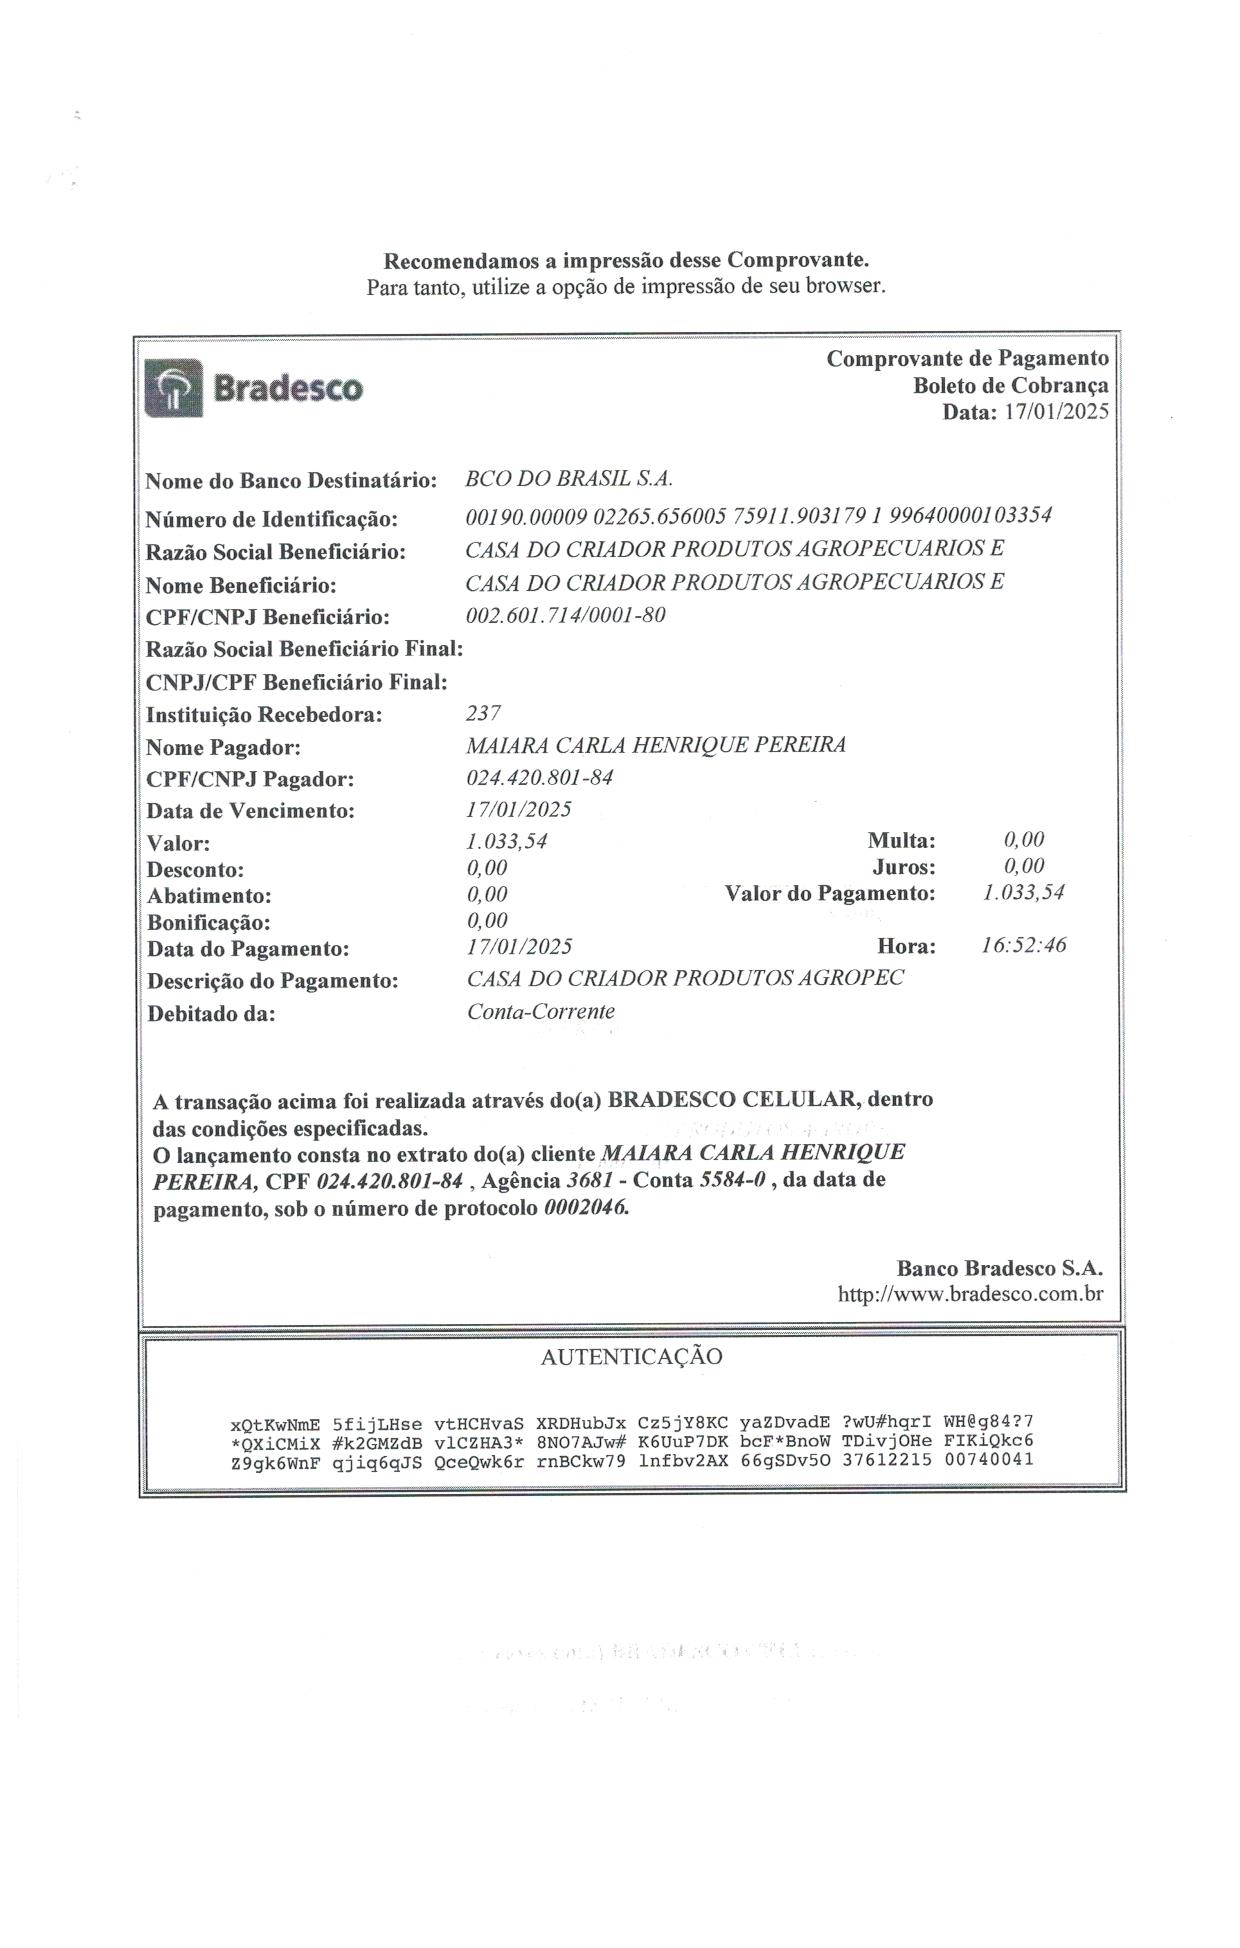 Recomendamos a impressão desse Comprovante.
Para tanto, utilize a opção de impressão de seu browser.
Bradesco
Comprovante de Pagamento
Boleto de Cobrança
Data: 17/01/2025
Nome do Banco Destinatário: BCO DO BRASIL S.A.
Número de Identificação: 00190.00009 02265.656005 75911.903179 1 99640000103354
Razão Social Beneficiário: CASA DO CRIADOR PRODUTOS AGROPECUARIOS E
Nome Beneficiário: CASA DO CRIADOR PRODUTOS AGROPECUARIOS E
CPF/CNPJ Beneficiário: 002.601.714/0001-80
Razão Social Beneficiário Final:
CNPJ/CPF Beneficiário Final:
Instituição Recebedora: 237
Nome Pagador: MAIARA CARLA HENRIQUE PEREIRA
CPF/CNPJ Pagador: 024.420.801-84
Data de Vencimento: 17/01/2025
Valor: 1.033,54 Multa: 0,00
Desconto: 0,00 Juros: 0,00
Abatimento: 0,00 Valor do Pagamento: 1.033,54
Bonificação: 0,00
Data do Pagamento: 17/01/2025 Hora: 16:52:46
Descrição do Pagamento: CASA DO CRIADOR PRODUTOS AGROPEC
Debitado da: Conta-Corrente
A transação acima foi realizada através do(a) BRADESCO CELULAR, dentro
das condições especificadas.
O lançamento consta no extrato do(a) cliente MAIARA CARLA HENRIQUE
PEREIRA, CPF 024.420.801-84 , Agência 3681 - Conta 5584-0 , da data de
pagamento, sob o número de protocolo 0002046.
Banco Bradesco S.A.
http://www.bradesco.com.br
AUTENTICAÇÃO
xQtKwNmE 5fijLHse vtHCHvaS XRDHubJx Cz5jY8KC yaZDvadE ?wU#hqrI WH@g84?7
*QXiCMiX #k2GMZdB vlCZHA3* 8NO7AJw# K6UuP7DK bcF*BnoW TDivjOHe FIKiQkc6
Z9gk6WnF qjiq6qJS QceQwk6r rnBCkw79 lnfbv2AX 66gSDv5O 37612215 00740041